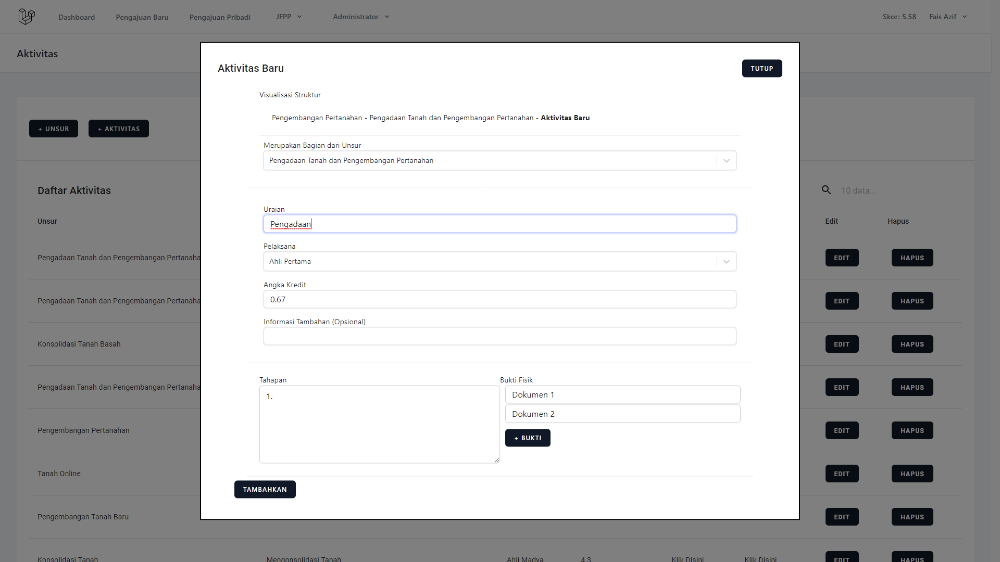 Dashboard Pengajuan Baru Pengajuan Pribadi JFPP Administrator Skor: 5.58 Fais Azif
Aktivitas
Aktivitas Baru TUTUP
Visualisasi Struktur
Pengembangan Pertanahan - Pengadaan Tanah dan Pengembangan Pertanahan - Aktivitas Baru
+ UNSUR + AKTIVITAS
Merupakan Bagian dari Unsur
Pengadaan Tanah dan Pengembangan Pertanahan
Daftar Aktivitas 10 data...
Uraian
Pengadaan
Unsur Edit Hapus
Pelaksana
Ahli Pertama
Pengadaan Tanah dan Pengembangan Pertanaha EDIT HAPUS
Angka Kredit
0.67
Pengadaan Tanah dan Pengembangan Pertanaha EDIT HAPUS
Informasi Tambahan (Opsional)
Konsolidasi Tanah Basah EDIT HAPUS
Tahapan Bukti Fisik
1. Dokumen 1
Dokumen 2
+ BUKTI
Pengadaan Tanah dan Pengembangan Pertanaha EDIT HAPUS
Pengembangan Pertanahan EDIT HAPUS
Tanah Online EDIT HAPUS
TAMBAHKAN
Pengembangan Tanah Baru EDIT HAPUS
Konsolidasi Tanah Mengonsolidasi Tanah Ahli Madya 4.3 Klik Disini Klik Disini EDIT HAPUS